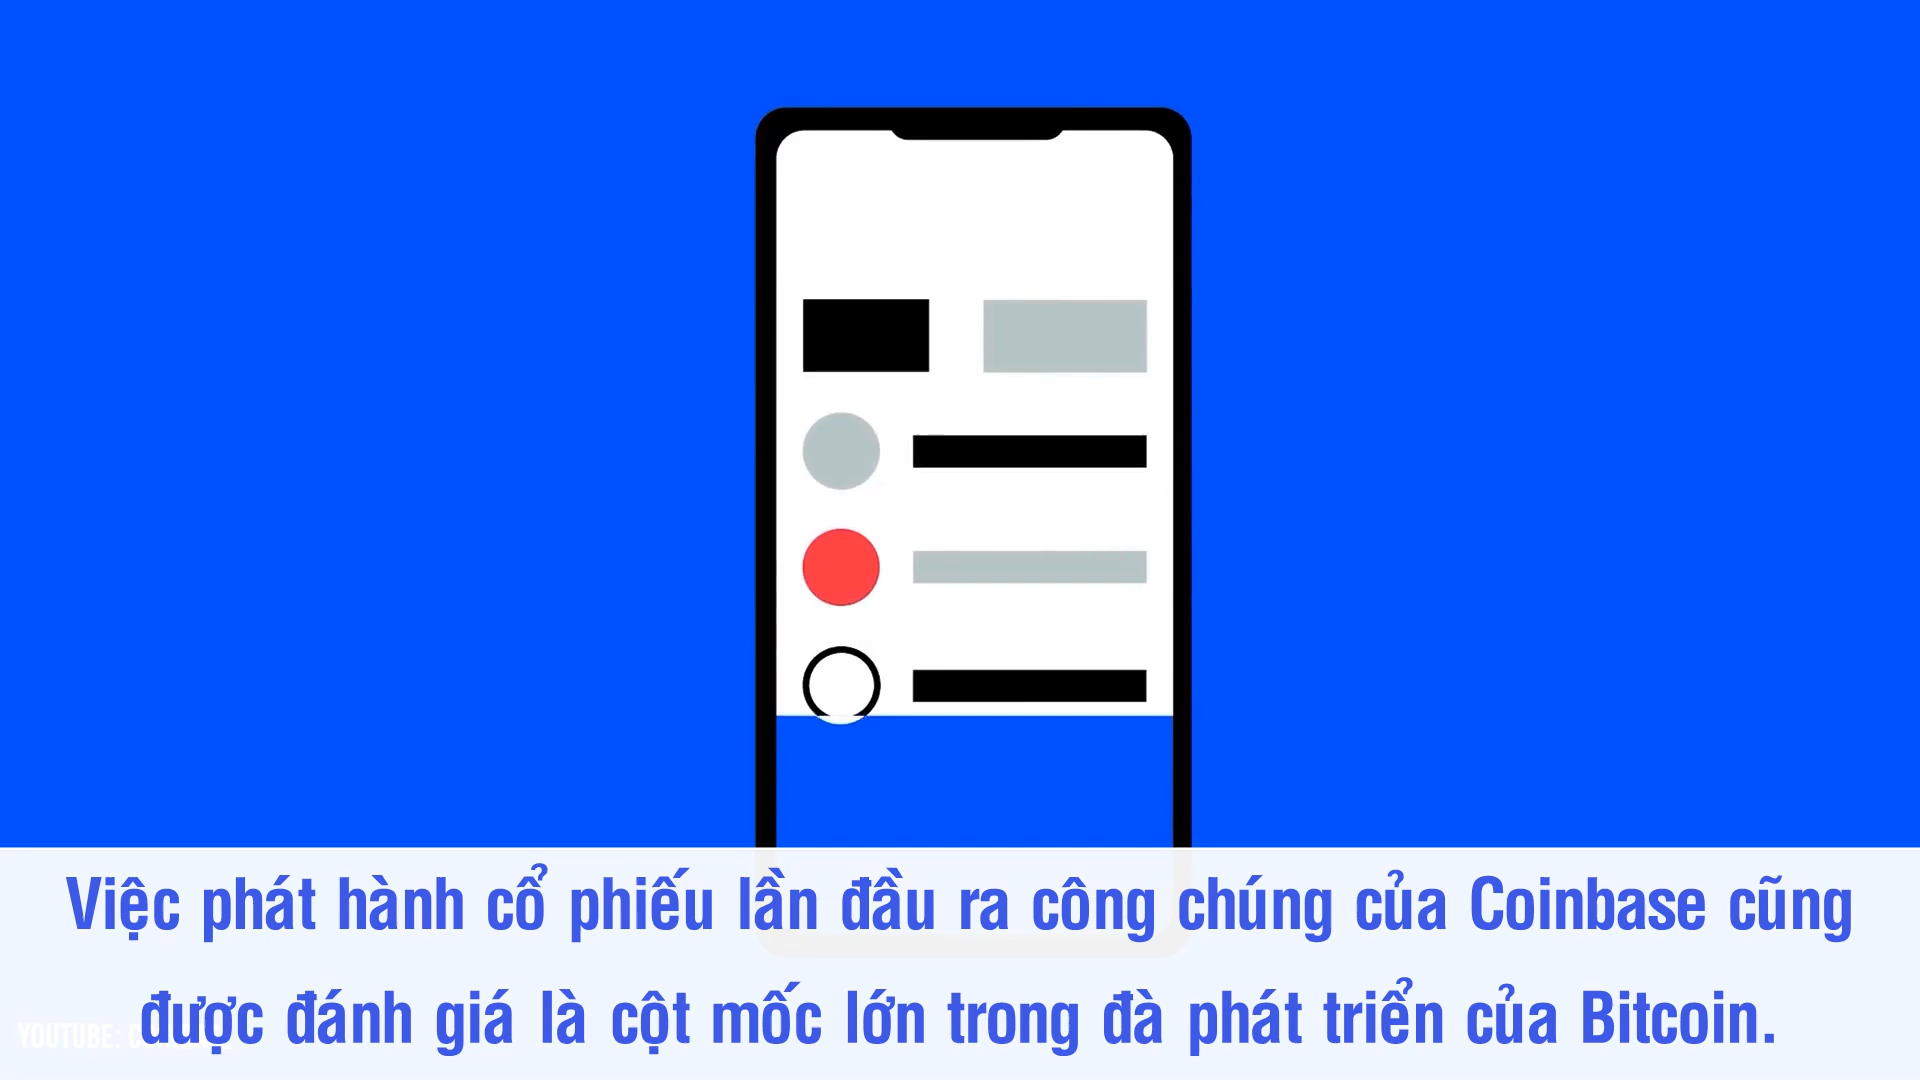 Việc phát hành cổ phiếu lần đầu ra công chúng của Coinbase cũng
được đánh giá là cột mốc lớn trong đà phát triển của Bitcoin.
YOUTUBE: